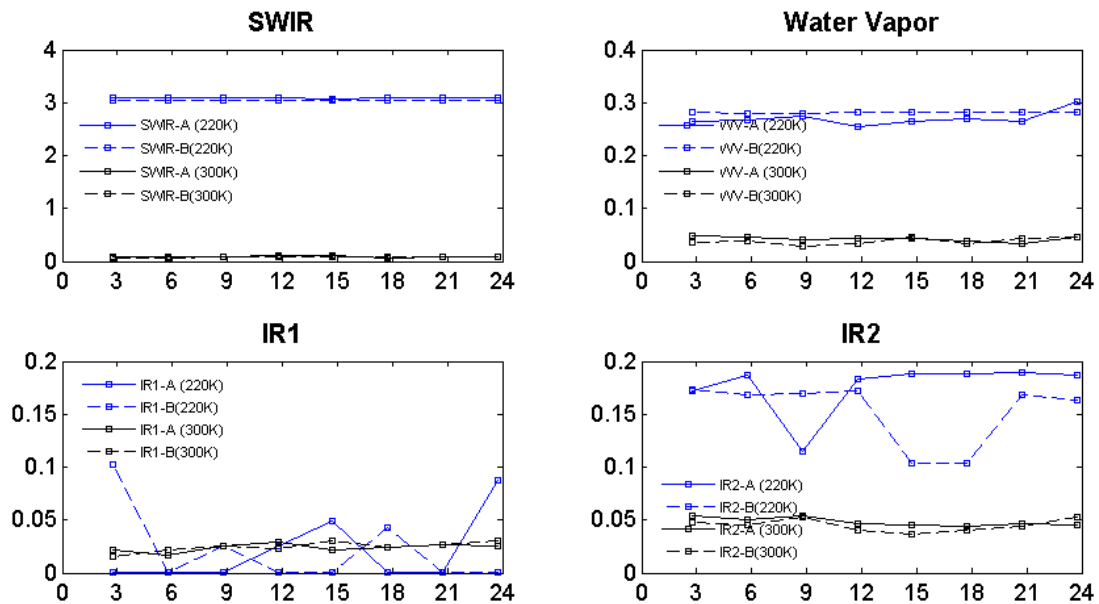 SWIR
Water Vapor
4
3
2
1
0
SWIR-A (220K)
SWIR-B(220K)
SWIR-A (300K)
SWIR-B(300K)
0 3 6 9 12 15 18 21 24
0.4
0.3
0.2
0.1
0
WV-A (220K)
WV-B(220K)
WV-A (300K)
WV-B(300K)
0 3 6 9 12 15 18 21 24
IR1
IR2
0.2
0.15
0.1
0.05
0
IR1-A (220K)
IR1-B(220K)
IR1-A (300K)
IR1-B(300K)
0 3 6 9 12 15 18 21 24
0.2
0.15
0.1
0.05
0
IR2-A (220K)
IR2-B(220K)
IR2-A (300K)
IR2-B(300K)
0 3 6 9 12 15 18 21 24